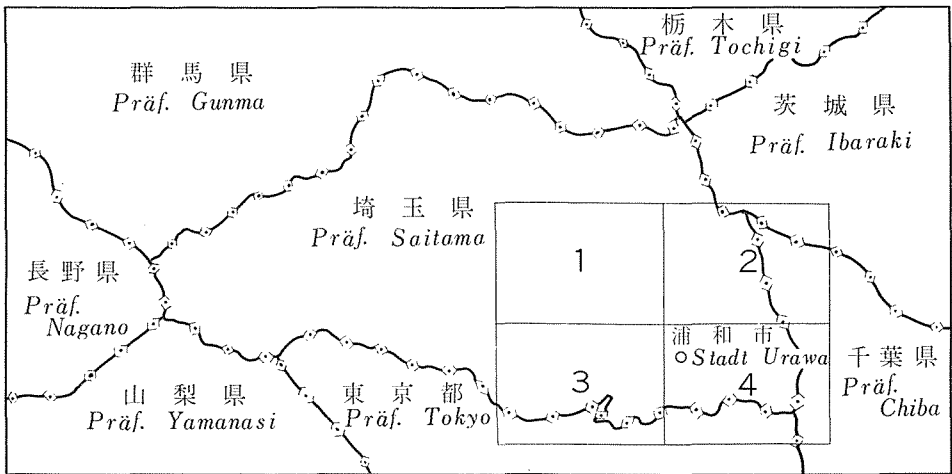 栃木県
Präf. Tochigi
群馬県
Präf. Gunma
茨城県
Präf. Ibaraki
埼玉県
Präf. Saitama
1
2
長野県
Präf.
Nagano
浦和市
Stadt Urawa
千葉県
Präf.
Chiba
3
4
山梨県
Präf. Yamanasi
東京都
Präf. Tokyo